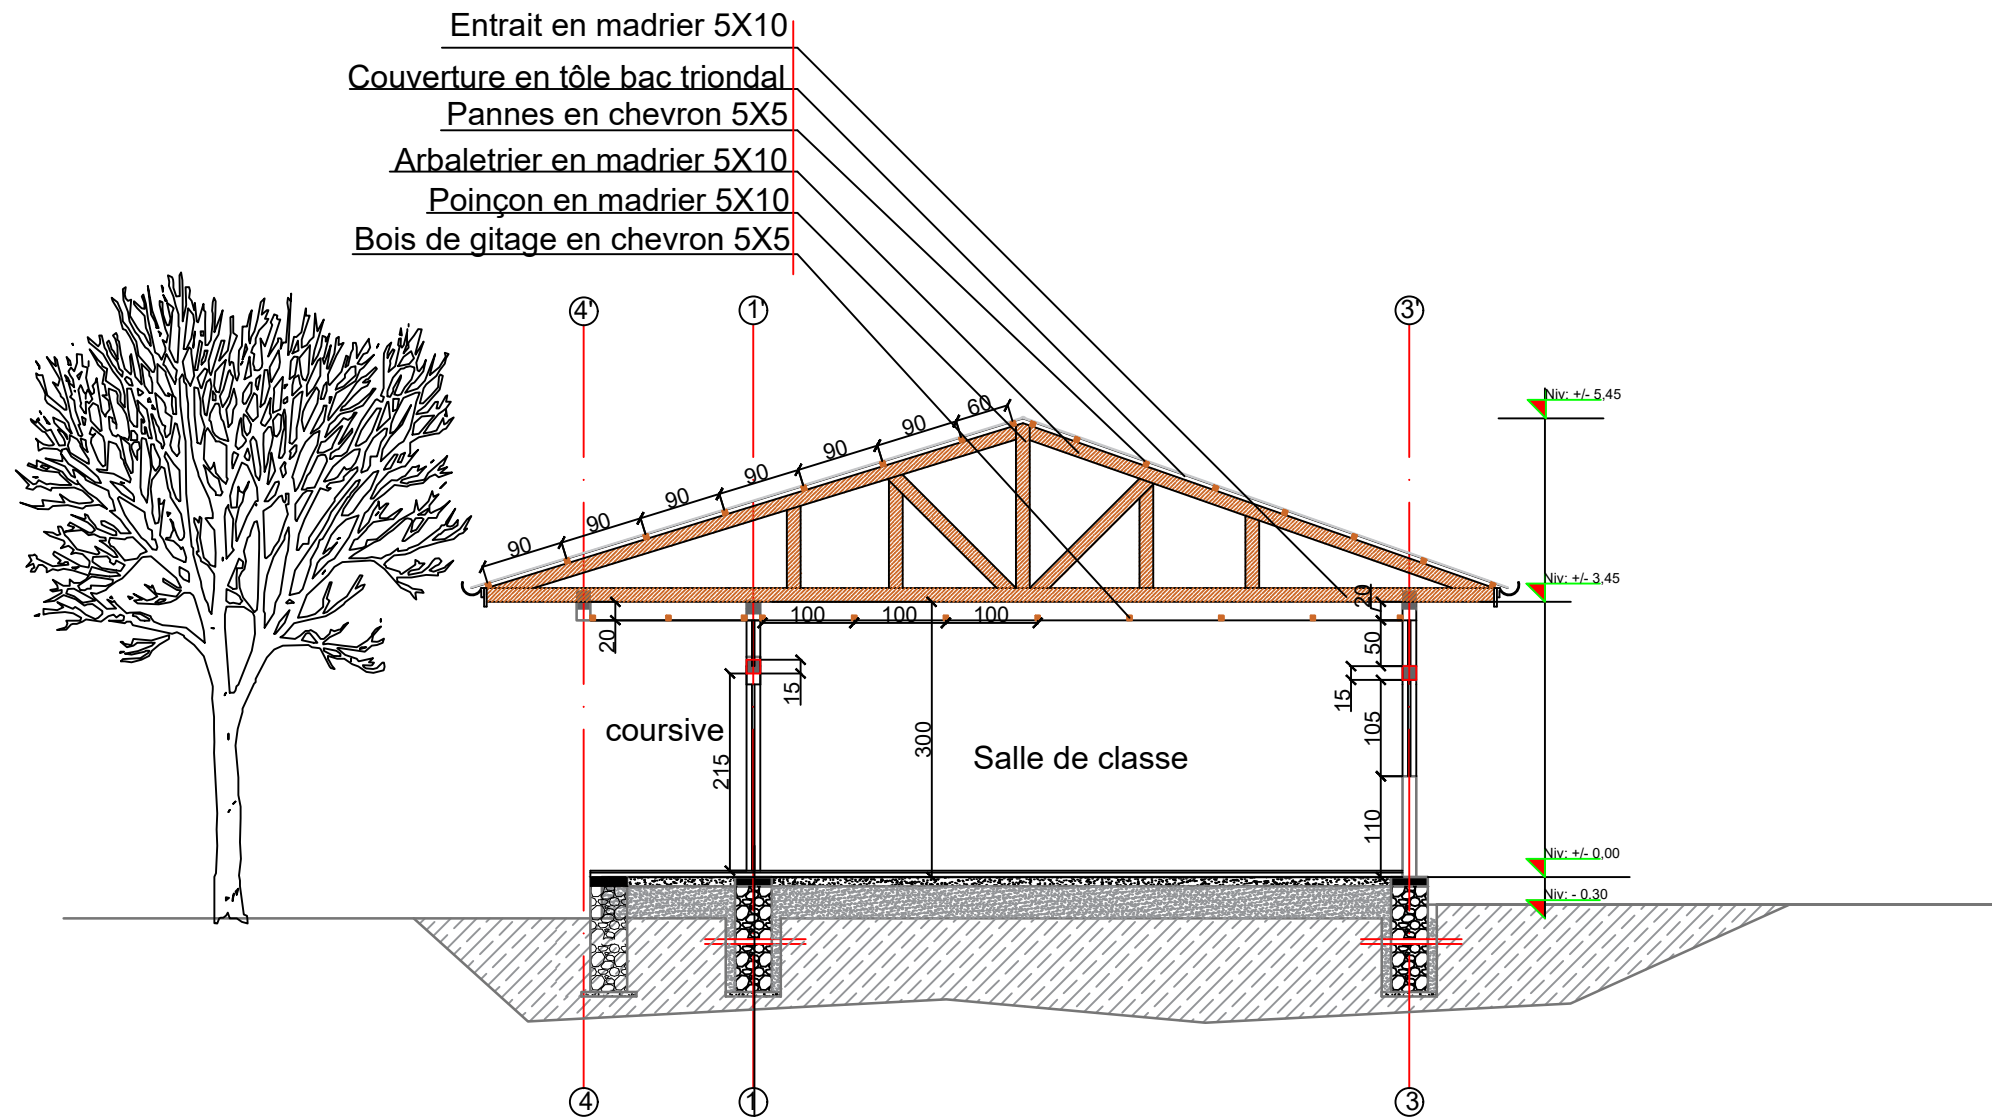 Entrait en madrier 5X10
Couverture en tôle bac triondal
Pannes en chevron 5X5
Arbaletrier en madrier 5X10
Poinçon en madrier 5X10
Bois de gitage en chevron 5X5
4' 1' 3'
Niv: +/- 5,45
60
90
90
90
90
90
90
Niv: +/- 3,45
20
100 100 100
20
50
15
15
105
coursive
215
300
Salle de classe
110
Niv: +/- 0,00
Niv: - 0.30
4 1 3